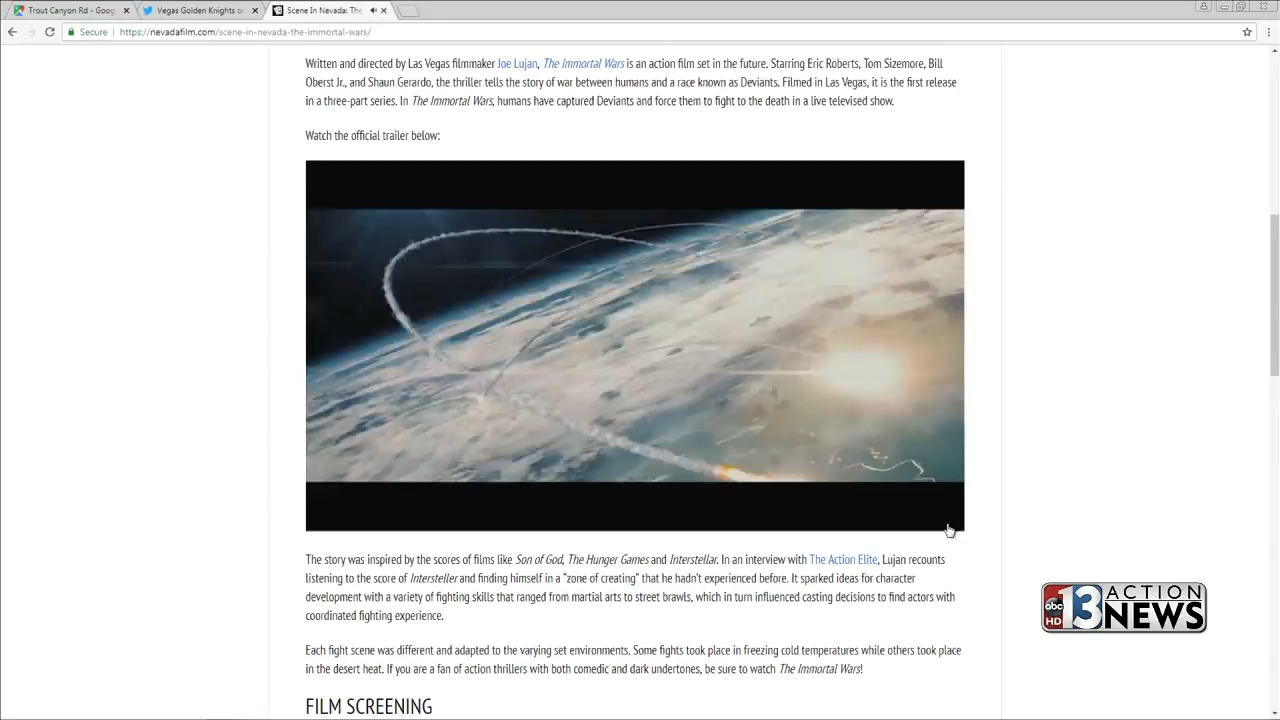 Trout Canyon Rd - Goog
Vegas Golden Knights o
Scene In Nevada: The
Secure
https://nevadafilm.com/scene-in-nevada-the-immortal-wars/
Written and directed by Las Vegas filmmaker Joe Lujan, The Immortal Wars is an action film set in the future. Starring Eric Roberts, Tom Sizemore, Bill
Oberst Jr., and Shaun Gerardo, the thriller tells the story of war between humans and a race known as Deviants. Filmed in Las Vegas, it is the first release
in a three-part series. In The Immortal Wars, humans have captured Deviants and force them to fight to the death in a live televised show.
Watch the official trailer below:
The story was inspired by the scores of films like Son of God, The Hunger Games and Interstellar. In an interview with The Action Elite, Lujan recounts
listening to the score of Intersteller and finding himself in a "zone of creating" that he hadn't experienced before. It sparked ideas for character
development with a variety of fighting skills that ranged from martial arts to street brawls, which in turn influenced casting decisions to find actors with
coordinated fighting experience.
Each fight scene was different and adapted to the varying set environments. Some fights took place in freezing cold temperatures while others took place
in the desert heat. If you are a fan of action thrillers with both comedic and dark undertones, be sure to watch The Immortal Wars!
FILM SCREENING
abc HD 13 ACTION NEWS